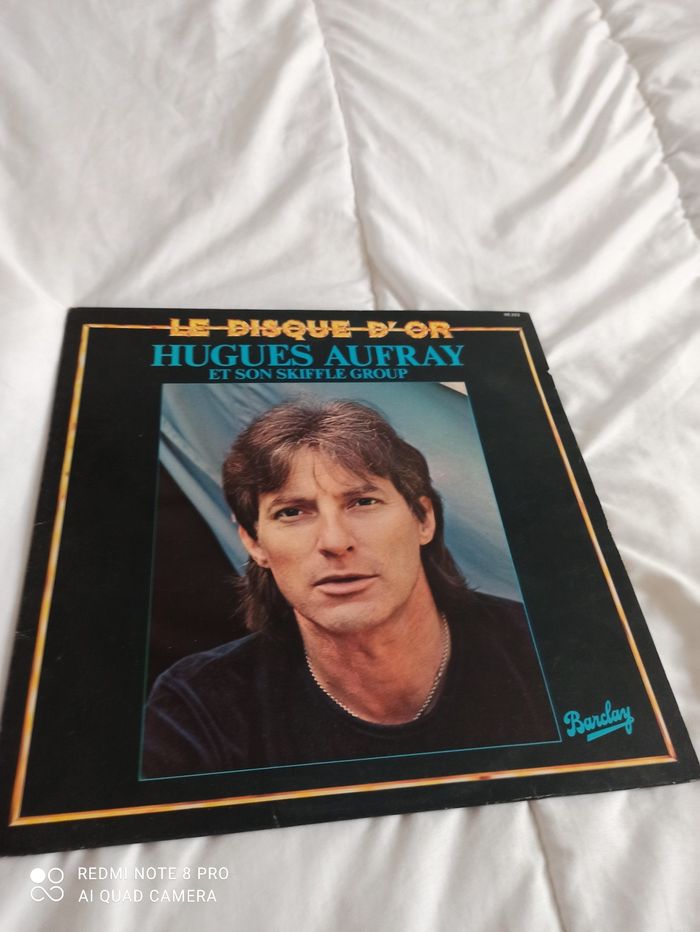 LE DISQUE D'OR
HUGUES AUFRAY
ET SON SKIFFLE GROUP
Barclay
REDMI NOTE 8 PRO
AI QUAD CAMERA